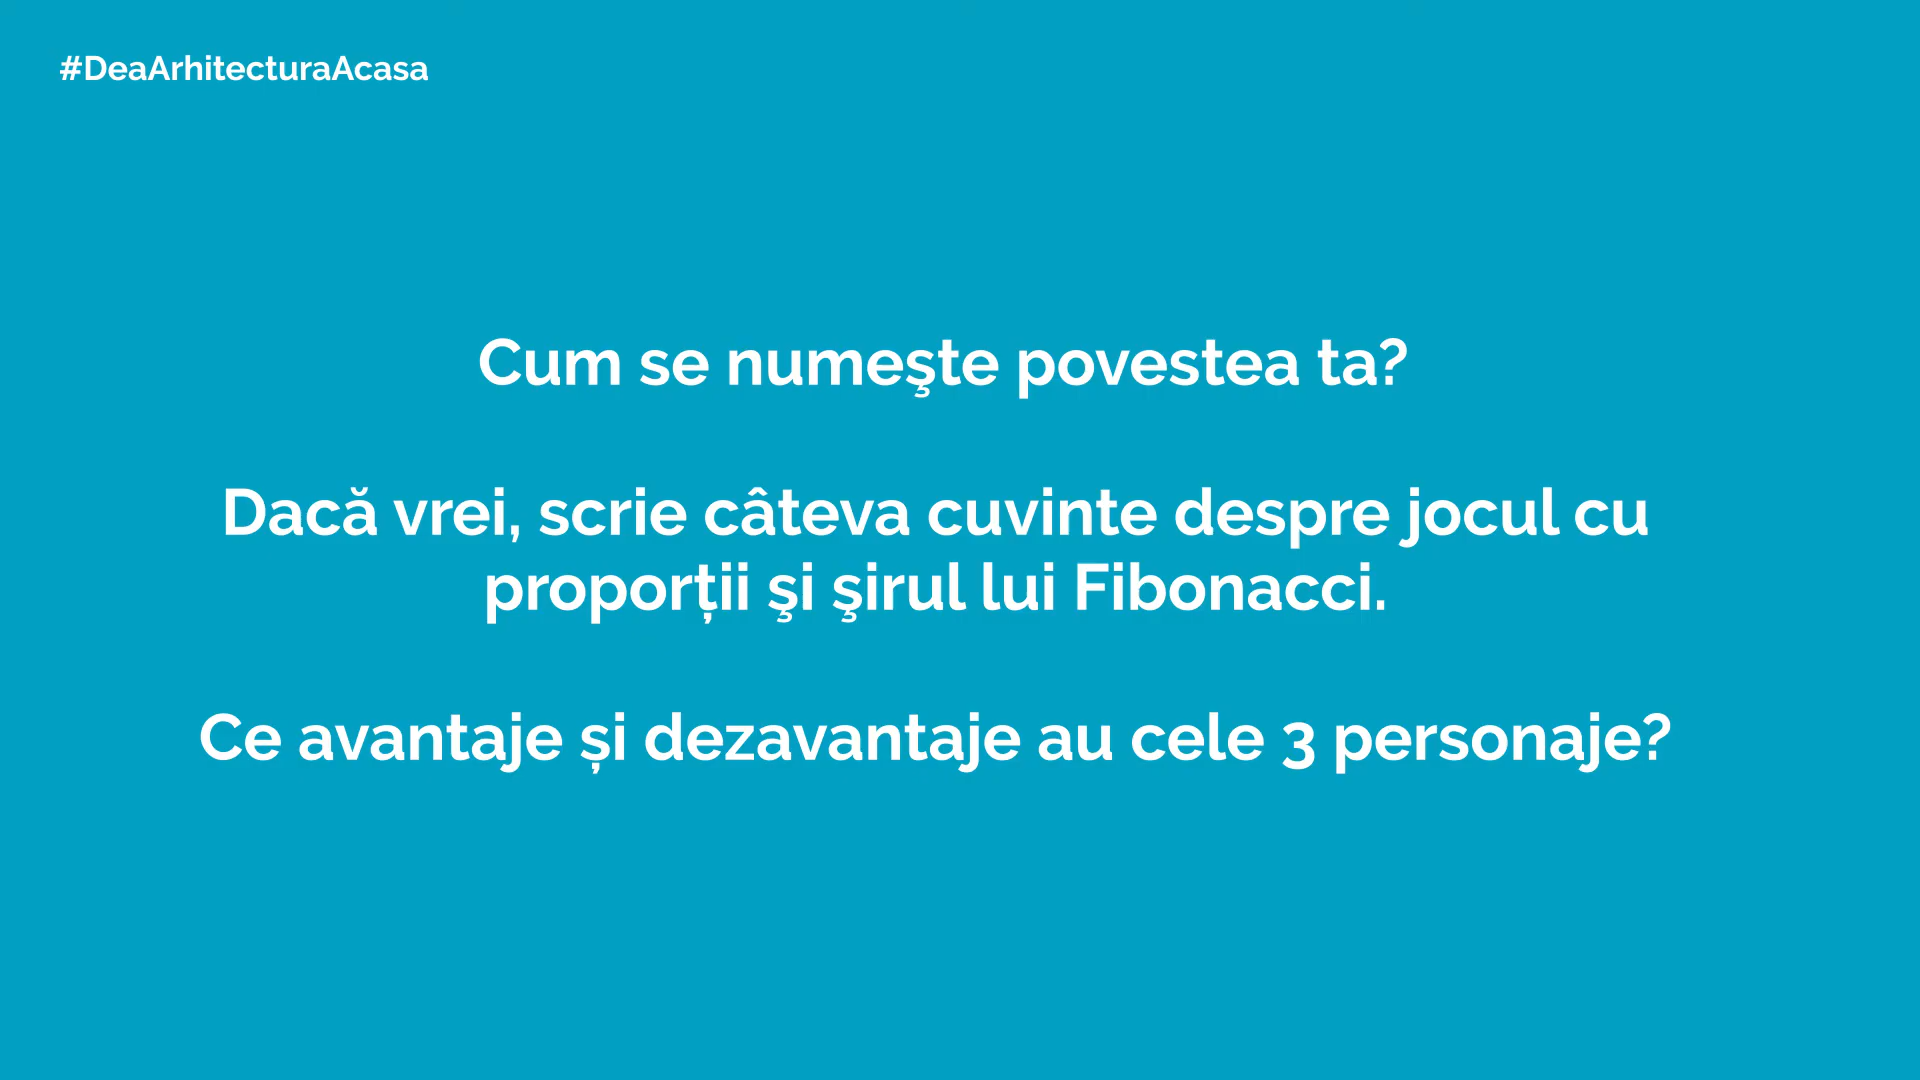 #DeaArhitecturaAcasa
Cum se numeşte povestea ta?
Dacă vrei, scrie câteva cuvinte despre jocul cu
proporții şi şirul lui Fibonacci.
Ce avantaje și dezavantaje au cele 3 personaje?